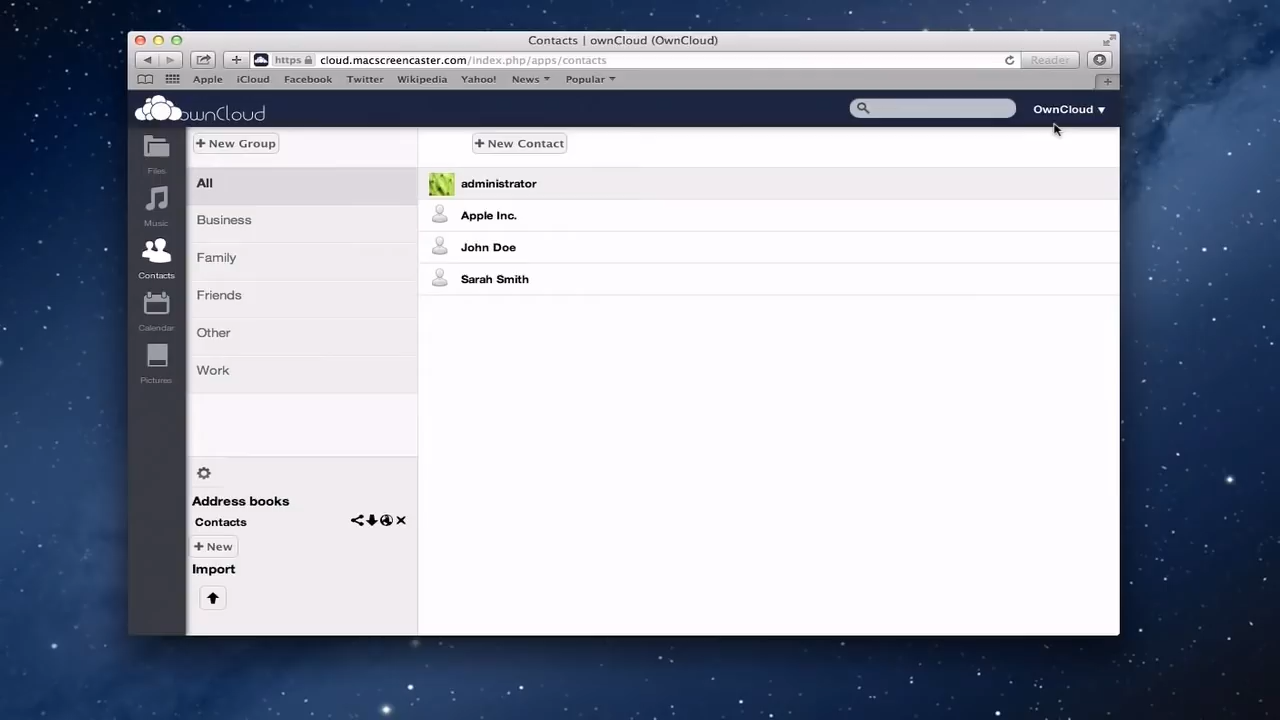 Contacts | ownCloud (OwnCloud)
https cloud.macscreencaster.com/index.php/apps/contacts Reader
Apple iCloud Facebook Twitter Wikipedia Yahoo! News Popular
ownCloud OwnCloud
Files
Music
Contacts
Calendar
Pictures
+ New Group
All
Business
Family
Friends
Other
Work
Address books
Contacts
+ New
Import
+ New Contact
administrator
Apple Inc.
John Doe
Sarah Smith